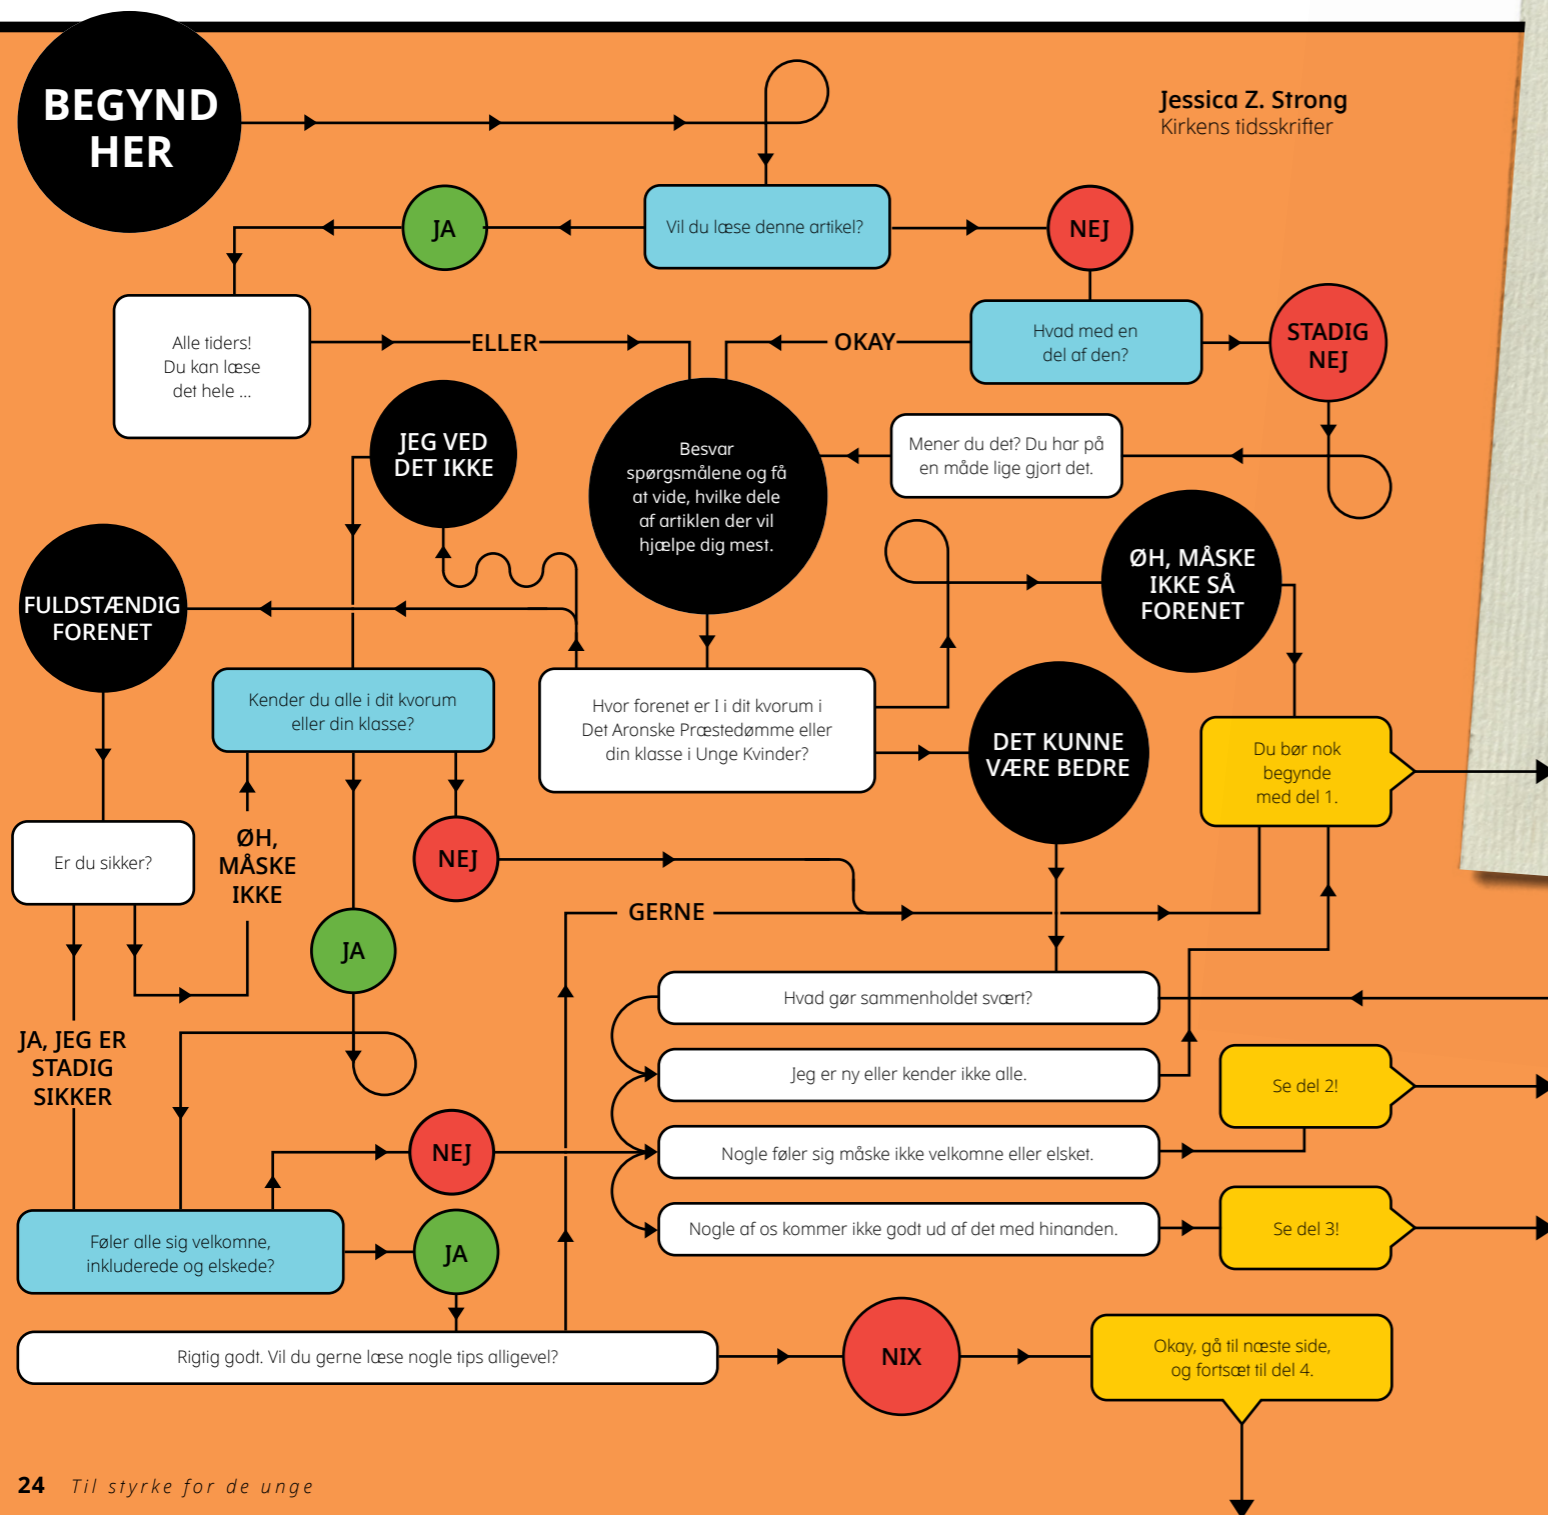 BEGYND
HER
Jessica Z. Strong
Kirkens tidsskrifter
JA
Vil du læse denne artikel?
NEJ
Alle tiders!
Du kan læse
det hele ...
ELLER
OKAY
Hvad med en
del af den?
STADIG
NEJ
JEG VED
DET IKKE
Besvar
spørgsmålene og få
at vide, hvilke dele
af artiklen der vil
hjælpe dig mest.
Mener du det? Du har på
en måde lige gjort det.
FULDSTÆNDIG
FORENET
ØH, MÅSKE
IKKE SÅ
FORENET
Kender du alle i dit kvorum
eller din klasse?
Hvor forenet er I i dit kvorum i
Det Aronske Præstedømme eller
din klasse i Unge Kvinder?
DET KUNNE
VÆRE BEDRE
Du bør nok
begynde
med del 1.
Er du sikker?
ØH,
MÅSKE
IKKE
NEJ
JA
GERNE
Hvad gør sammenholdet svært?
JA, JEG ER
STADIG
SIKKER
Jeg er ny eller kender ikke alle.
Se del 2!
NEJ
Nogle føler sig måske ikke velkomne eller elsket.
Nogle af os kommer ikke godt ud af det med hinanden.
Se del 3!
Føler alle sig velkomne,
inkluderede og elskede?
JA
Rigtig godt. Vil du gerne læse nogle tips alligevel?
NIX
Okay, gå til næste side,
og fortsæt til del 4.
24 Til styrke for de unge